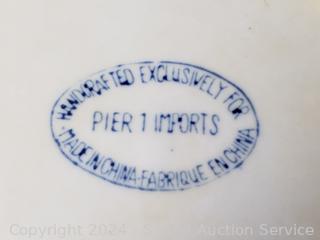 HANDCRAFTED EXCLUSIVELY FOR
PIER 1 IMPORTS
MADE IN CHINA-FABRIQUE EN CHINA
Copyright 2024
Auction Service